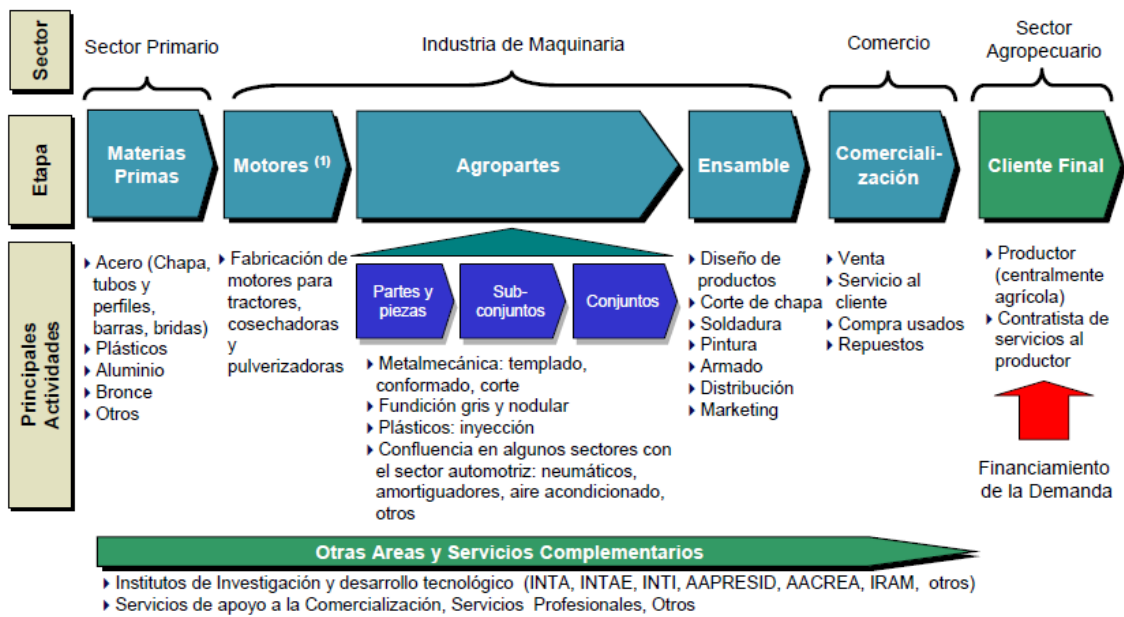 Sector
Sector Primario
Industria de Maquinaria
Comercio
Sector
Agropecuario
Etapa
Materias
Primas
Motores (1)
Agropartes
Ensamble
Comerciali-
zación
Cliente Final
Principales
Actividades
Acero (Chapa,
tubos y
perfiles,
barras, bridas)
Plásticos
Aluminio
Bronce
Otros
Fabricación de
motores para
tractores,
cosechadoras
y
pulverizadoras
Partes y
piezas
Sub-
conjuntos
Conjuntos
Metalmecánica: templado,
conformado, corte
Fundición gris y nodular
Plásticos: inyección
Confluencia en algunos sectores con
el sector automotriz: neumáticos,
amortiguadores, aire acondicionado,
otros
Diseño de
productos
Corte de chapa
Soldadura
Pintura
Armado
Distribución
Marketing
Venta
Servicio al
cliente
Compra usados
Repuestos
Productor
(centralmente
agrícola)
Contratista de
servicios al
productor
Financiamiento
de la Demanda
Otras Areas y Servicios Complementarios
Institutos de Investigación y desarrollo tecnológico (INTA, INTAE, INTI, AAPRESID, AACREA, IRAM, otros)
Servicios de apoyo a la Comercialización, Servicios Profesionales, Otros